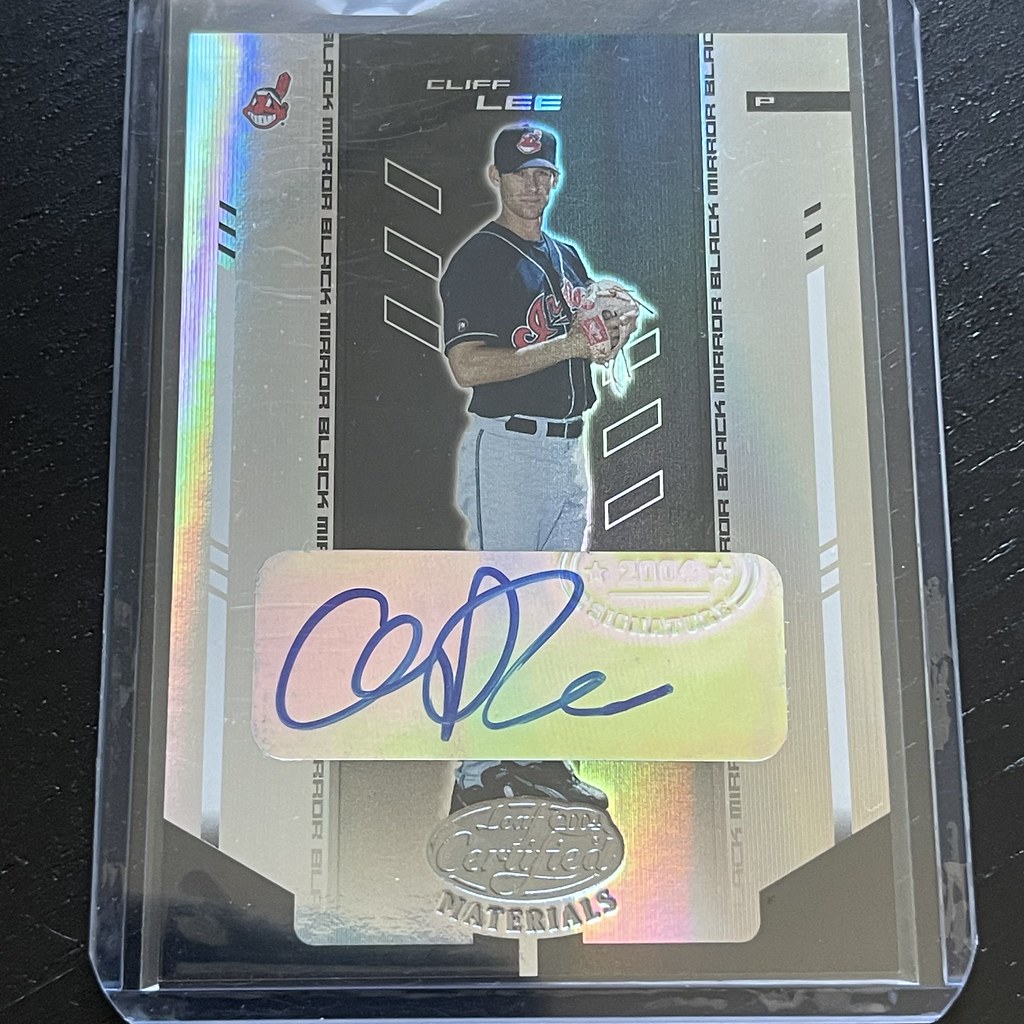 CLIFF
LEE
P
BLACK MIRROR BLACK MIRROR BLACK MIRROR BLACK
BLACK MIRROR BLACK MIRROR BLACK MIRROR BLACK
Indians
★ 2004 ★
SIGNATURE
Leaf 2004
Certified
MATERIALS